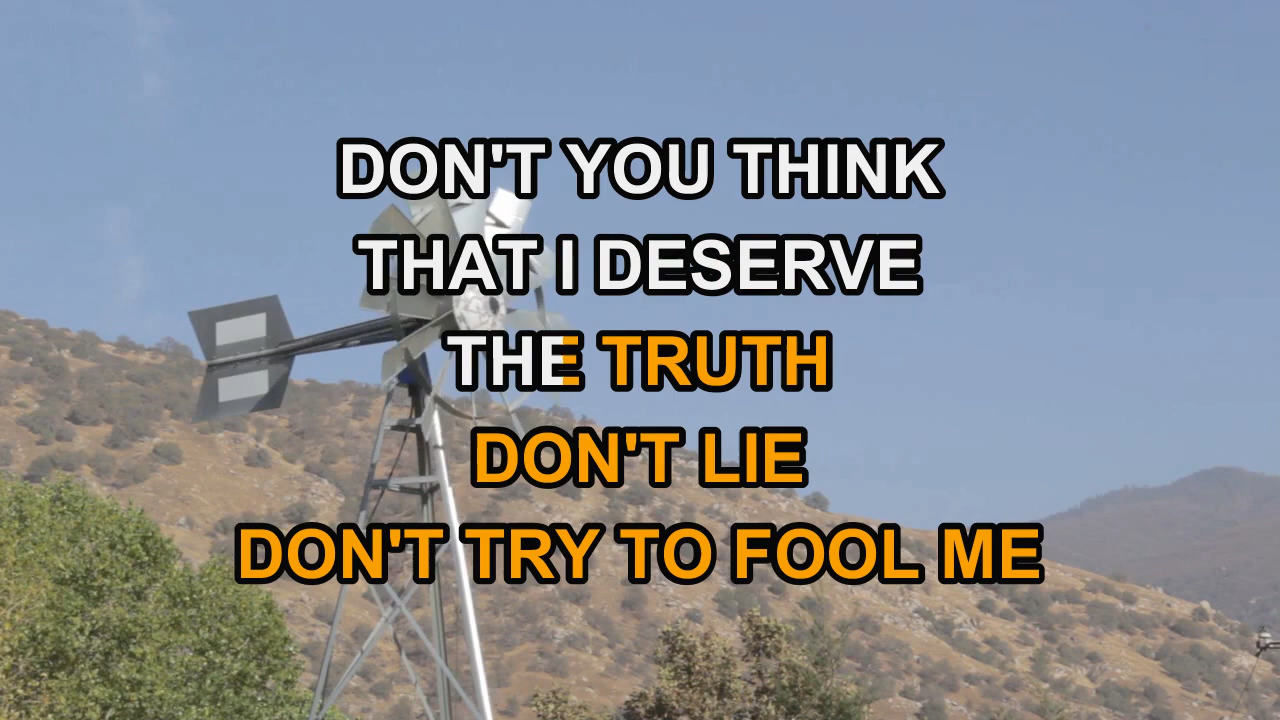 DON'T YOU THINK
THAT I DESERVE
THE TRUTH
DON'T LIE
DON'T TRY TO FOOL ME